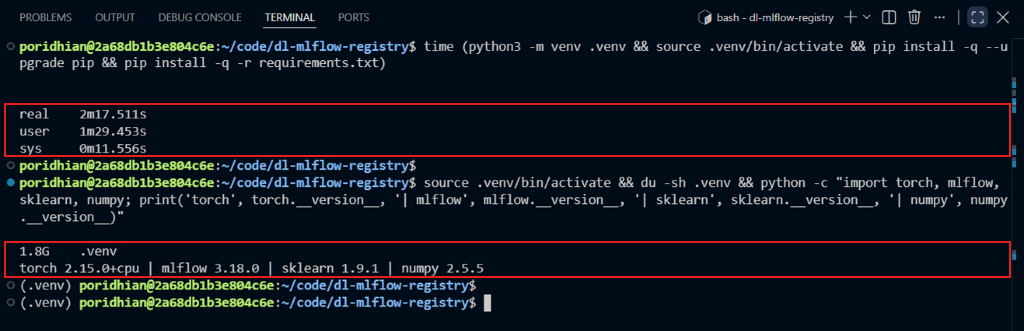 PROBLEMS OUTPUT DEBUG CONSOLE TERMINAL PORTS bash - dl-mlflow-registry
poridhian@2a68db1b3e804c6e:~/code/dl-mlflow-registry$ time (python3 -m venv .venv && source .venv/bin/activate && pip install -q --u
pgrade pip && pip install -q -r requirements.txt)
real 2m17.511s
user 1m29.453s
sys 0m11.556s
poridhian@2a68db1b3e804c6e:~/code/dl-mlflow-registry$
poridhian@2a68db1b3e804c6e:~/code/dl-mlflow-registry$ source .venv/bin/activate && du -sh .venv && python -c "import torch, mlflow,
sklearn, numpy; print('torch', torch.__version__, '| mlflow', mlflow.__version__, '| sklearn', sklearn.__version__, '| numpy', numpy
.__version__)"
1.8G .venv
torch 2.15.0+cpu | mlflow 3.18.0 | sklearn 1.9.1 | numpy 2.5.5
(.venv) poridhian@2a68db1b3e804c6e:~/code/dl-mlflow-registry$
(.venv) poridhian@2a68db1b3e804c6e:~/code/dl-mlflow-registry$